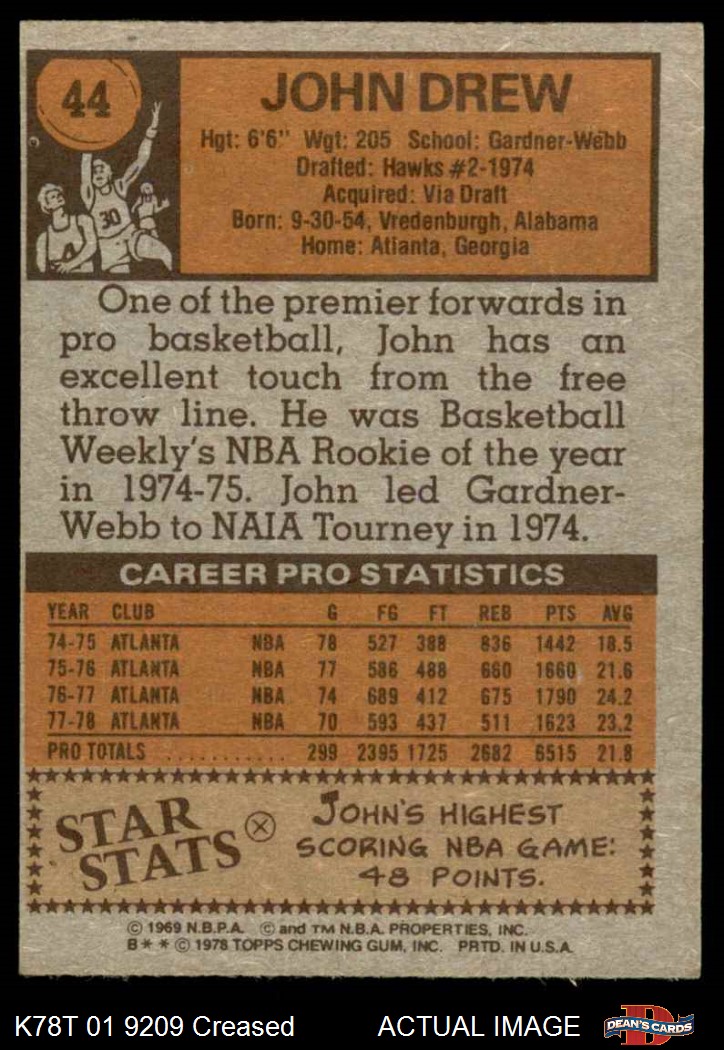 44
JOHN DREW
Hgt: 6'6" Wgt: 205 School: Gardner-Webb
Drafted: Hawks #2-1974
Acquired: Via Draft
Born: 9-30-54, Vredenburgh, Alabama
Home: Atlanta, Georgia
30
One of the premier forwards in
pro basketball, John has an
excellent touch from the free
throw line. He was Basketball
Weekly's NBA Rookie of the year
in 1974-75. John led Gardner-
Webb to NAIA Tourney in 1974.
CAREER PRO STATISTICS
YEAR CLUB G FG FT REB PTS AVG
74-75 ATLANTA NBA 78 527 388 836 1442 18.5
75-76 ATLANTA NBA 77 586 488 660 1660 21.6
76-77 ATLANTA NBA 74 689 412 675 1790 24.2
77-78 ATLANTA NBA 70 593 437 511 1623 23.2
PRO TOTALS ........... 299 2395 1725 2682 6515 21.8
STAR STATS
JOHN'S HIGHEST
SCORING NBA GAME:
48 POINTS.
© 1969 N.B.P.A. © and TM N.B.A. PROPERTIES, INC.
B * * © 1978 TOPPS CHEWING GUM, INC. PRTD. IN U.S.A.
K78T 01 9209 Creased ACTUAL IMAGE
D
DEAN'S CARDS